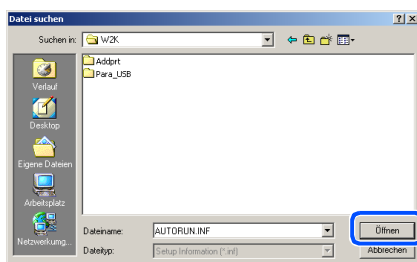 Datei suchen
Suchen in: W2K
Addprt
Para_USB
Verlauf
Desktop
Eigene Dateien
Arbeitsplatz
Netzwerkumg...
Dateiname: AUTORUN.INF Öffnen
Dateityp: Setup Information (*.inf) Abbrechen